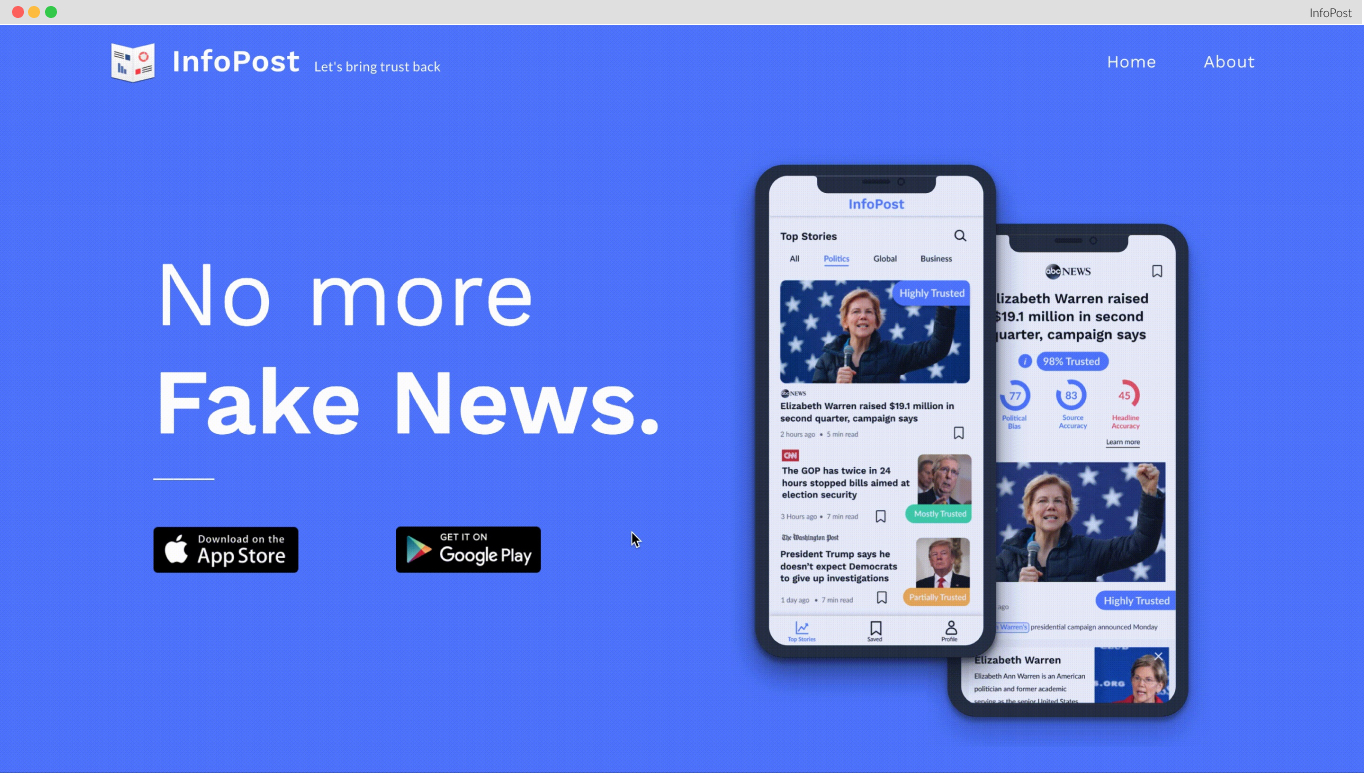 InfoPost
InfoPost Let's bring trust back
Home About
No more
Fake News.
Download on the
App Store
GET IT ON
Google Play
InfoPost
Top Stories
All Politics Global Business
Highly Trusted
abc NEWS
Elizabeth Warren raised $19.1 million in
second quarter, campaign says
2 hours ago • 5 min read
CNN
The GOP has twice in 24
hours stopped bills aimed at
election security
3 Hours ago • 7 min read
Mostly Trusted
The Washington Post
President Trump says he
doesn't expect Democrats
to give up investigations
1 day ago • 7 min read
Partially Trusted
Top Stories Saved Profile
abc NEWS
lizabeth Warren raised
$19.1 million in second
quarter, campaign says
i 98% Trusted
77 83 45
Political
Bias
Source
Accuracy
Headline
Accuracy
Learn more
ago
Highly Trusted
Warren's presidential campaign announced Monday
Elizabeth Warren
Elizabeth Ann Warren is an American
politician and former academic
serving as the senior United States
S.ORG